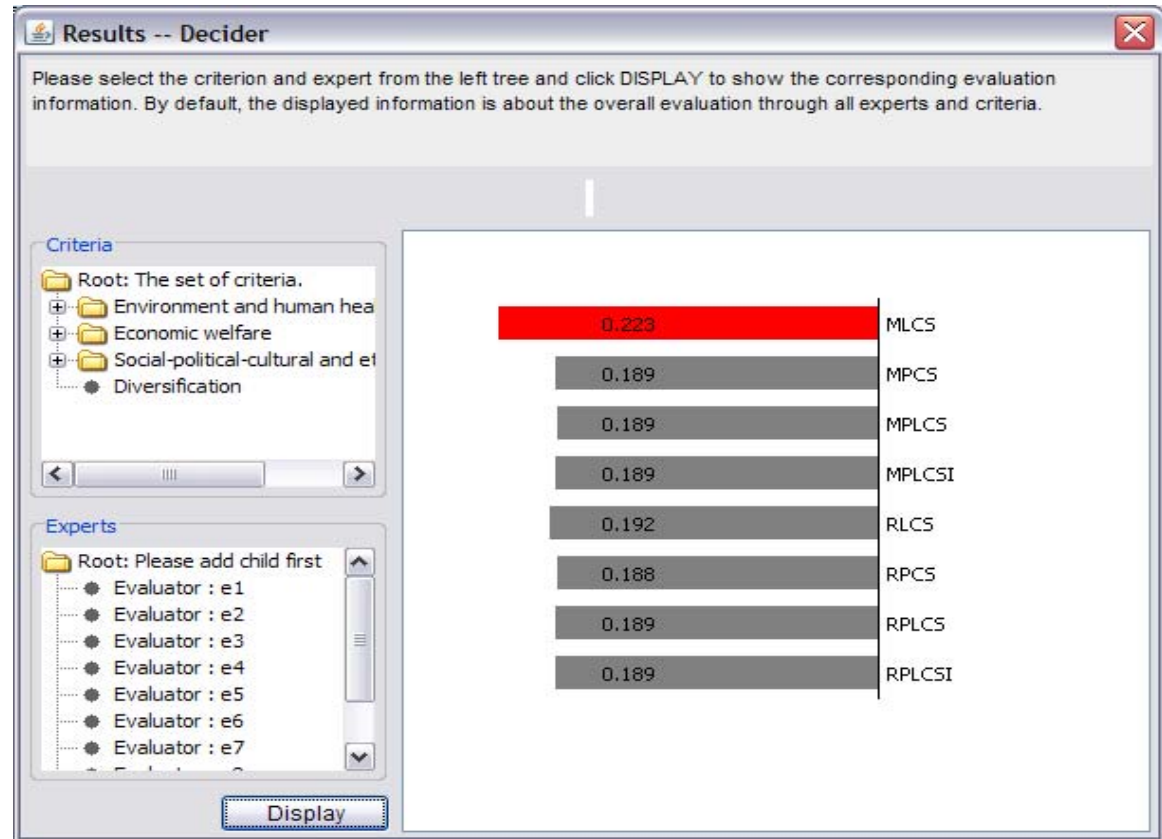 Results -- Decider
Please select the criterion and expert from the left tree and click DISPLAY to show the corresponding evaluation
information. By default, the displayed information is about the overall evaluation through all experts and criteria.
Criteria
Root: The set of criteria.
Environment and human hea
Economic welfare
Social-political-cultural and et
Diversification
Experts
Root: Please add child first
Evaluator : e1
Evaluator : e2
Evaluator : e3
Evaluator : e4
Evaluator : e5
Evaluator : e6
Evaluator : e7
Display
0.223 MLCS
0.189 MPCS
0.189 MPLCS
0.189 MPLCSI
0.192 RLCS
0.188 RPCS
0.189 RPLCS
0.189 RPLCSI